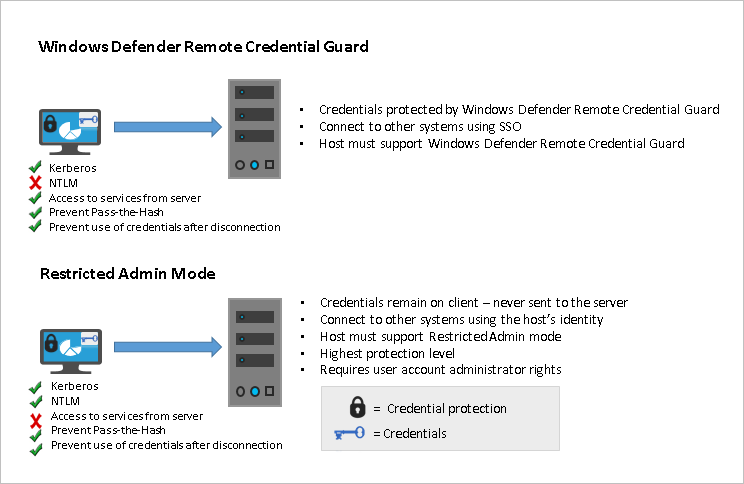 Windows Defender Remote Credential Guard
• Credentials protected by Windows Defender Remote Credential Guard
• Connect to other systems using SSO
• Host must support Windows Defender Remote Credential Guard
Kerberos
NTLM
Access to services from server
Prevent Pass-the-Hash
Prevent use of credentials after disconnection
Restricted Admin Mode
• Credentials remain on client – never sent to the server
• Connect to other systems using the host's identity
• Host must support RestrictedAdmin mode
• Highest protection level
• Requires user account administrator rights
Kerberos
NTLM
Access to services from server
Prevent Pass-the-Hash
Prevent use of credentials after disconnection
= Credential protection
= Credentials